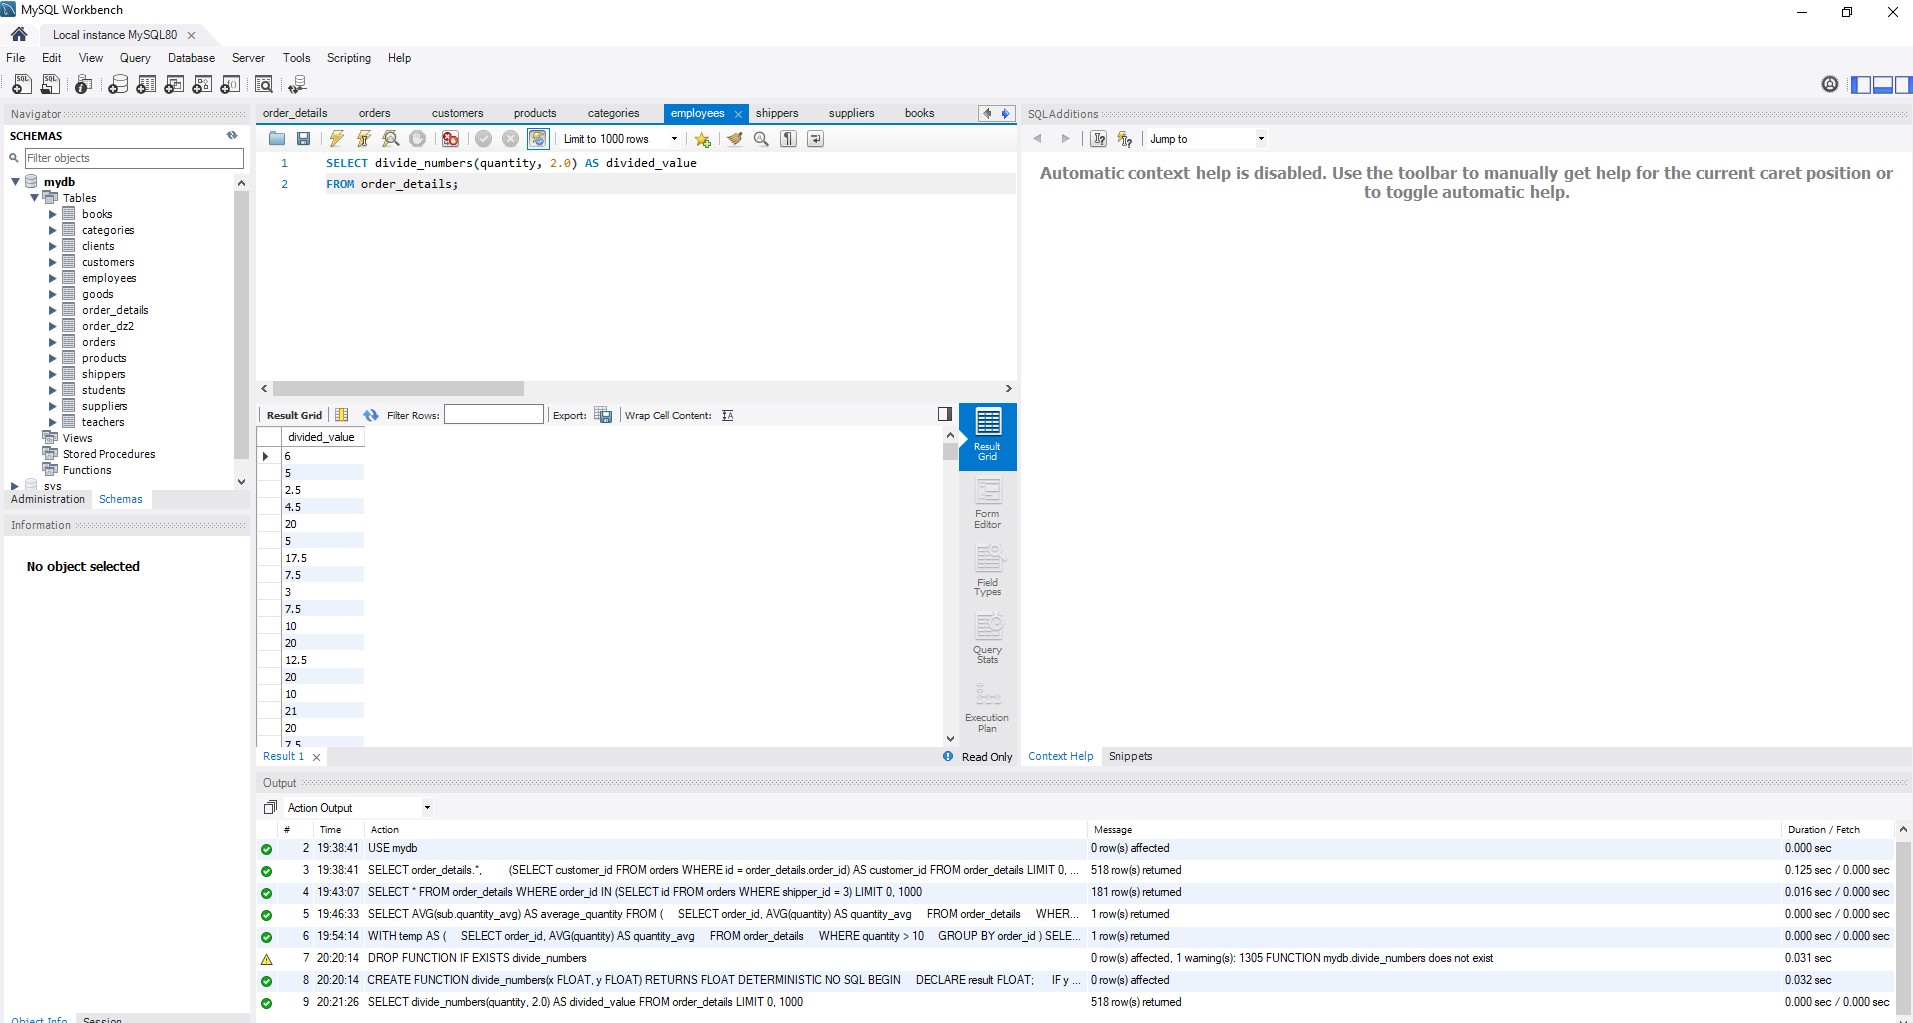 MySQL Workbench
Local instance MySQL80
File Edit View Query Database Server Tools Scripting Help
Navigator
SCHEMAS
Filter objects
mydb
Tables
books
categories
clients
customers
employees
goods
order_details
order_dz2
orders
products
shippers
students
suppliers
teachers
Views
Stored Procedures
Functions
sys
Administration Schemas
Information
No object selected
Object Info Session
order_details orders customers products categories employees shippers suppliers books
Limit to 1000 rows
1 SELECT divide_numbers(quantity, 2.0) AS divided_value
2 FROM order_details;
Result Grid Filter Rows: Export: Wrap Cell Content:
divided_value
6
5
2.5
4.5
20
5
17.5
7.5
3
7.5
10
20
12.5
20
10
21
20
7.5
Result Grid
Form Editor
Field Types
Query Stats
Execution Plan
Result 1 Read Only
SQLAdditions
Jump to
Automatic context help is disabled. Use the toolbar to manually get help for the current caret position or
to toggle automatic help.
Context Help Snippets
Output
Action Output
# Time Action Message Duration / Fetch
2 19:38:41 USE mydb 0 row(s) affected 0.000 sec
3 19:38:41 SELECT order_details.*, (SELECT customer_id FROM orders WHERE id = order_details.order_id) AS customer_id FROM order_details LIMIT 0, ... 518 row(s) returned 0.125 sec / 0.000 sec
4 19:43:07 SELECT * FROM order_details WHERE order_id IN (SELECT id FROM orders WHERE shipper_id = 3) LIMIT 0, 1000 181 row(s) returned 0.016 sec / 0.000 sec
5 19:46:33 SELECT AVG(sub.quantity_avg) AS average_quantity FROM ( SELECT order_id, AVG(quantity) AS quantity_avg FROM order_details WHER... 1 row(s) returned 0.000 sec / 0.000 sec
6 19:54:14 WITH temp AS ( SELECT order_id, AVG(quantity) AS quantity_avg FROM order_details WHERE quantity > 10 GROUP BY order_id ) SELE... 1 row(s) returned 0.000 sec / 0.000 sec
7 20:20:14 DROP FUNCTION IF EXISTS divide_numbers 0 row(s) affected, 1 warning(s): 1305 FUNCTION mydb.divide_numbers does not exist 0.031 sec
8 20:20:14 CREATE FUNCTION divide_numbers(x FLOAT, y FLOAT) RETURNS FLOAT DETERMINISTIC NO SQL BEGIN DECLARE result FLOAT; IF y ... 0 row(s) affected 0.032 sec
9 20:21:26 SELECT divide_numbers(quantity, 2.0) AS divided_value FROM order_details LIMIT 0, 1000 518 row(s) returned 0.000 sec / 0.000 sec